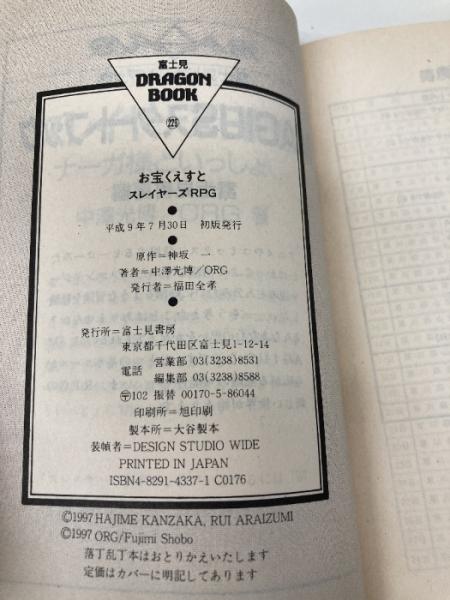 富士見
DRAGON
BOOK
お宝くえすと
スレイヤーズRPG
●
平成9年7月30日 初版発行
●
原作＝神坂 一
著者＝中澤光博/ORG
発行者＝福田全孝
●
発行所＝富士見書房
東京都千代田区富士見1-12-14
電話 営業部 03(3238)8531
編集部 03(3238)8588
〒102 振替 00170-5-86044
印刷所＝旭印刷
製本所＝大谷製本
装幀者＝DESIGN STUDIO WIDE
PRINTED IN JAPAN
ISBN4-8291-4337-1 C0176
©1997 HAJIME KANZAKA, RUI ARAIZUMI
©1997 ORG/Fujimi Shobo
落丁乱丁本はおとりかえいたします
定価はカバーに明記してあります